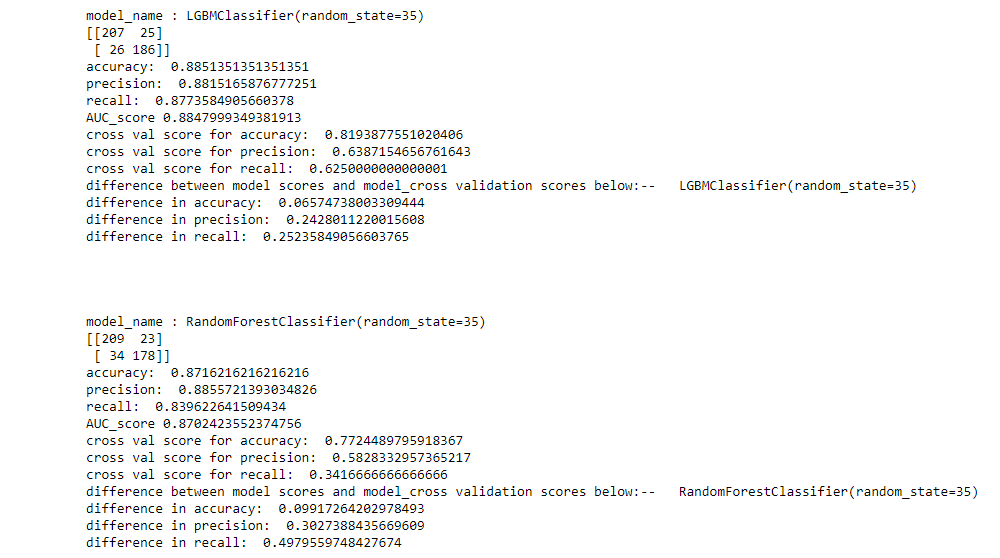 model_name : LGBMClassifier(random_state=35)
[[207  25]
 [ 26 186]]
accuracy:  0.8851351351351351
precision:  0.8815165876777251
recall:  0.8773584905660378
AUC_score 0.8847999349381913
cross val score for accuracy:  0.8193877551020406
cross val score for precision:  0.6387154656761643
cross val score for recall:  0.6250000000000001
difference between model scores and model_cross validation scores below:--   LGBMClassifier(random_state=35)
difference in accuracy:  0.06574738003309444
difference in precision:  0.2428011220015608
difference in recall:  0.25235849056603765
model_name : RandomForestClassifier(random_state=35)
[[209  23]
 [ 34 178]]
accuracy:  0.8716216216216216
precision:  0.8855721393034826
recall:  0.839622641509434
AUC_score 0.8702423552374756
cross val score for accuracy:  0.7724489795918367
cross val score for precision:  0.5828332957365217
cross val score for recall:  0.3416666666666666
difference between model scores and model_cross validation scores below:--   RandomForestClassifier(random_state=35)
difference in accuracy:  0.09917264202978493
difference in precision:  0.3027388435669609
difference in recall:  0.4979559748427674